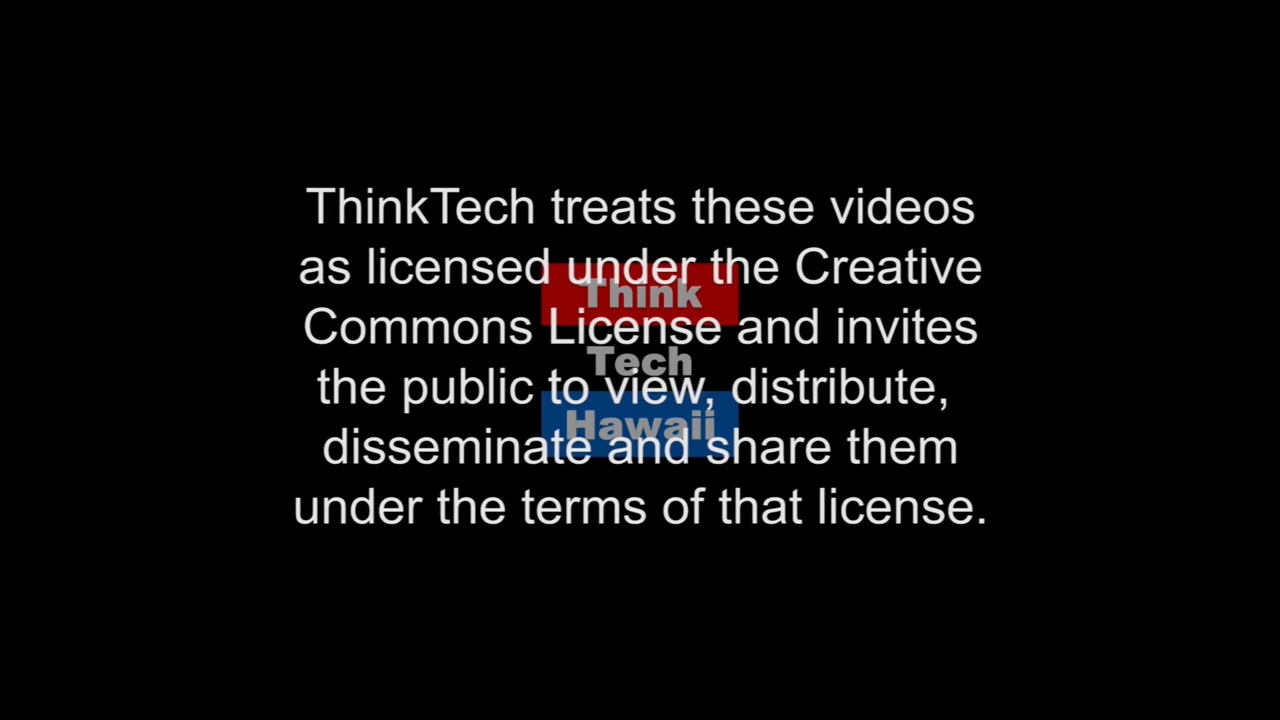 ThinkTech treats these videos
as licensed under the Creative
Think
Commons License and invites
Tech
the public to view, distribute,
Hawaii
disseminate and share them
under the terms of that license.